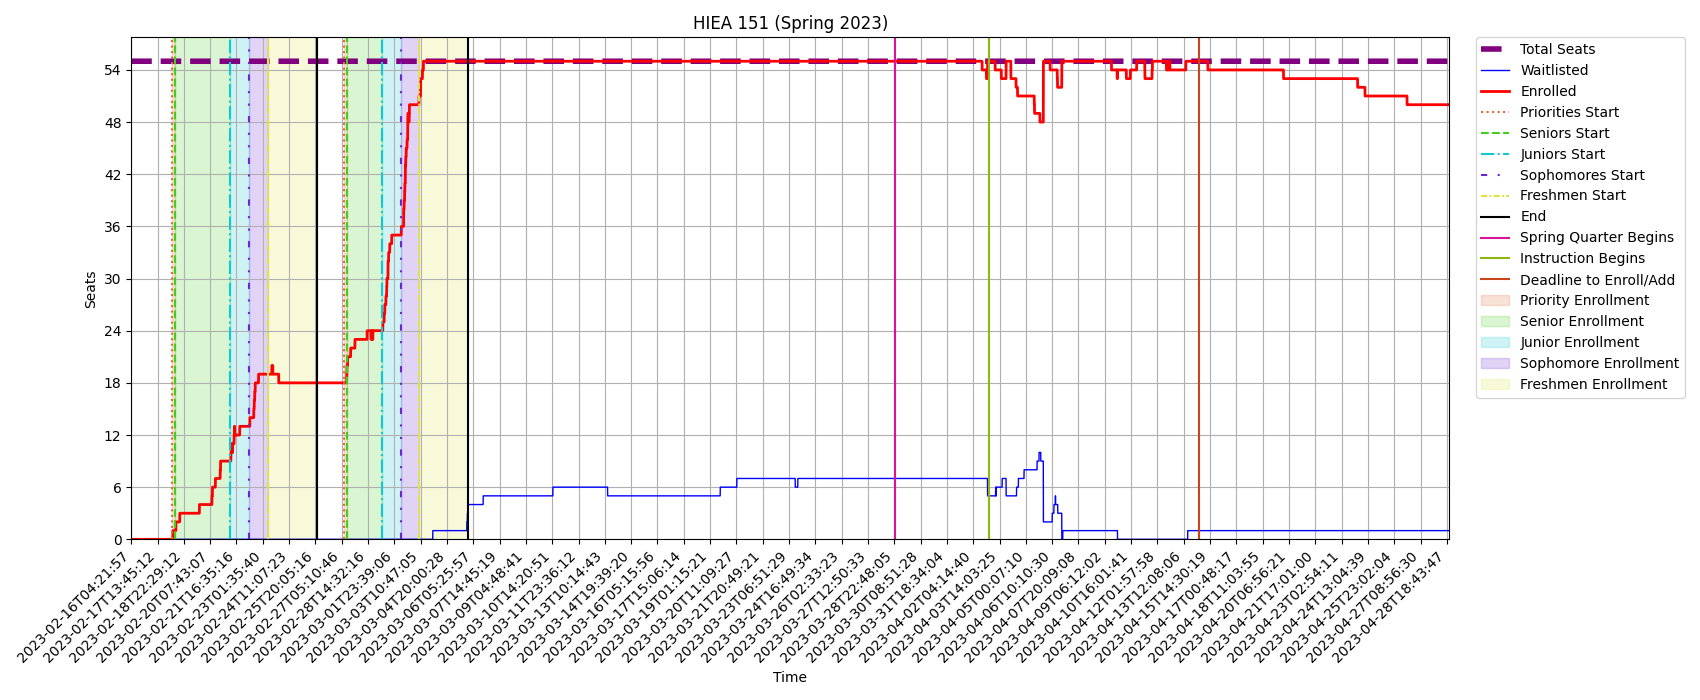 HIEA 151 (Spring 2023)
Seats
54
48
42
36
30
24
18
12
6
0
2023-02-16T04:21:57
2023-02-17T13:45:12
2023-02-18T22:29:12
2023-02-20T07:43:07
2023-02-21T16:35:16
2023-02-23T01:35:40
2023-02-24T11:07:23
2023-02-25T20:05:16
2023-02-27T05:10:46
2023-02-28T14:32:16
2023-03-01T23:39:06
2023-03-03T10:47:05
2023-03-04T20:00:28
2023-03-06T05:25:57
2023-03-07T14:45:19
2023-03-09T04:48:41
2023-03-10T14:20:51
2023-03-11T23:36:12
2023-03-13T10:14:43
2023-03-14T19:39:20
2023-03-16T05:15:56
2023-03-17T15:06:14
2023-03-19T01:15:21
2023-03-20T11:09:27
2023-03-21T20:49:21
2023-03-23T06:51:29
2023-03-24T16:49:34
2023-03-26T02:33:23
2023-03-27T12:50:33
2023-03-28T22:48:05
2023-03-30T08:51:28
2023-03-31T18:34:04
2023-04-02T04:14:40
2023-04-03T14:03:25
2023-04-05T00:07:10
2023-04-06T10:10:30
2023-04-07T20:09:08
2023-04-09T06:12:02
2023-04-10T16:01:41
2023-04-12T01:57:58
2023-04-13T12:08:06
2023-04-15T14:30:19
2023-04-17T00:48:17
2023-04-18T11:03:55
2023-04-20T06:56:21
2023-04-21T17:01:00
2023-04-23T02:54:11
2023-04-24T13:04:39
2023-04-25T23:02:04
2023-04-27T08:56:30
2023-04-28T18:43:47
Time
Total Seats
Waitlisted
Enrolled
Priorities Start
Seniors Start
Juniors Start
Sophomores Start
Freshmen Start
End
Spring Quarter Begins
Instruction Begins
Deadline to Enroll/Add
Priority Enrollment
Senior Enrollment
Junior Enrollment
Sophomore Enrollment
Freshmen Enrollment